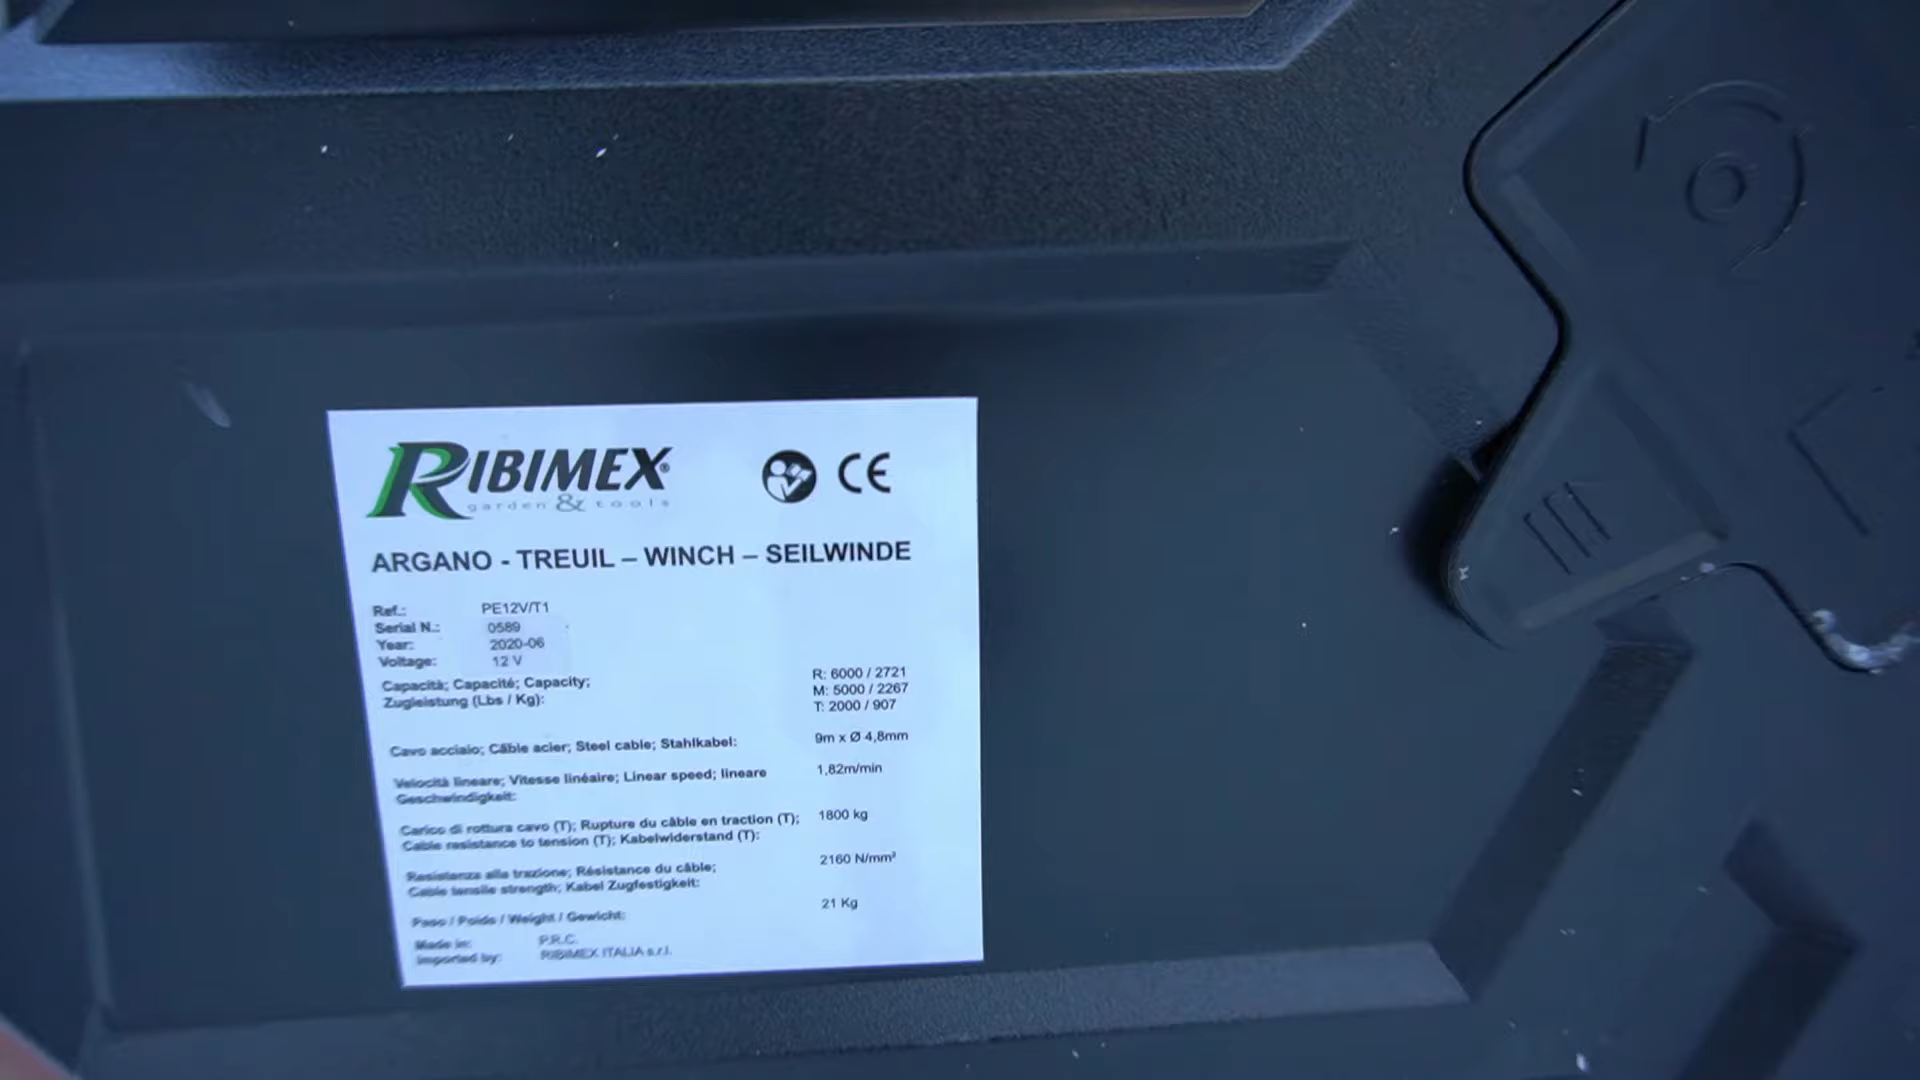 RIBIMEX®
garden & tools
CE
ARGANO - TREUIL – WINCH – SEILWINDE
Ref.: PE12V/T1
Serial N.: 0589
Year: 2020-06
Voltage: 12 V
Capacità; Capacité; Capacity;
Zugleistung (Lbs / Kg):
R: 6000 / 2721
M: 5000 / 2267
T: 2000 / 907
Cavo acciaio; Câble acier; Steel cable; Stahlkabel: 9m x Ø 4,8mm
Velocità lineare; Vitesse linéaire; Linear speed; lineare 1,82m/min
Geschwindigkeit:
Carico di rottura cavo (T); Rupture du câble en traction (T); 1800 kg
Cable resistance to tension (T); Kabelwiderstand (T):
Resistenza alla trazione; Résistance du câble; 2160 N/mm²
Cable tensile strength; Kabel Zugfestigkeit:
Peso / Poids / Weight / Gewicht: 21 Kg
Made in: P.R.C.
Imported by: RIBIMEX ITALIA s.r.l.